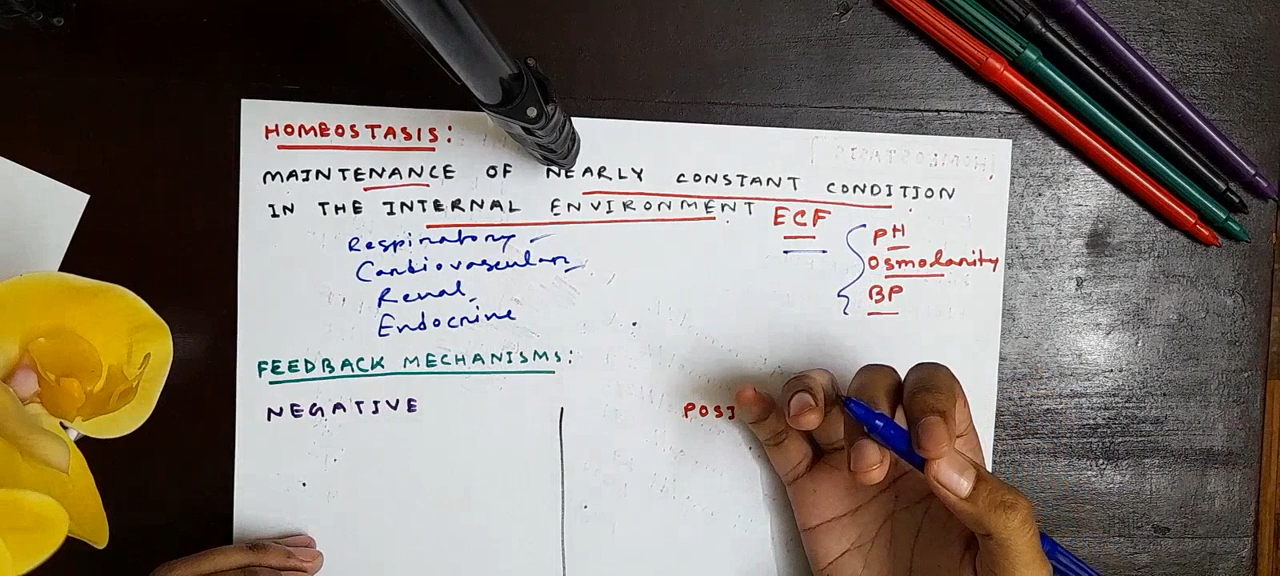 HOMEOSTASIS:
MAINTENANCE OF NEARLY CONSTANT CONDITION
IN THE INTERNAL ENVIRONMENT
ECF
pH
Osmolarity
BP
Respiratory
Cardiovascular
Renal
Endocrine
FEEDBACK MECHANISMS:
NEGATIVE
POSI